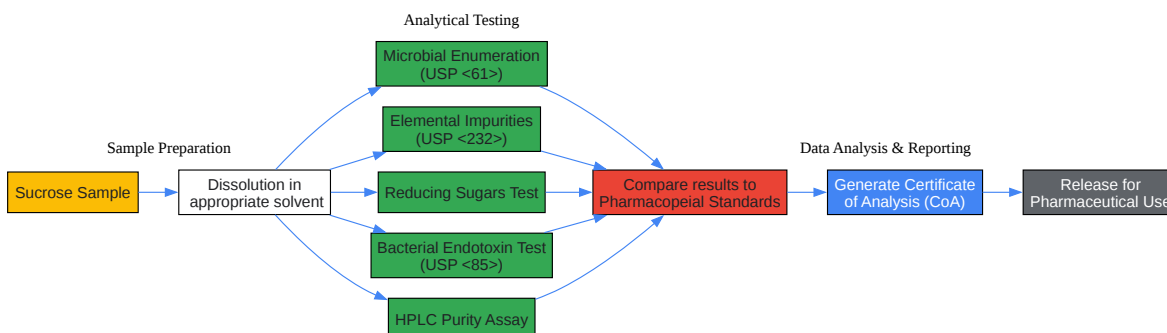 Sample Preparation
Sucrose Sample
Dissolution in
appropriate solvent
Analytical Testing
Microbial Enumeration
(USP <61>)
Elemental Impurities
(USP <232>)
Reducing Sugars Test
Bacterial Endotoxin Test
(USP <85>)
HPLC Purity Assay
Compare results to
Pharmacopeial Standards
Data Analysis & Reporting
Generate Certificate
of Analysis (CoA)
Release for
Pharmaceutical Use